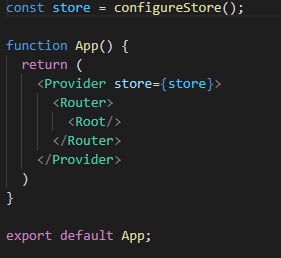 const store = configureStore();

function App() {
  return (
    <Provider store={store}>
      <Router>
        <Root/>
      </Router>
    </Provider>
  )
}

export default App;